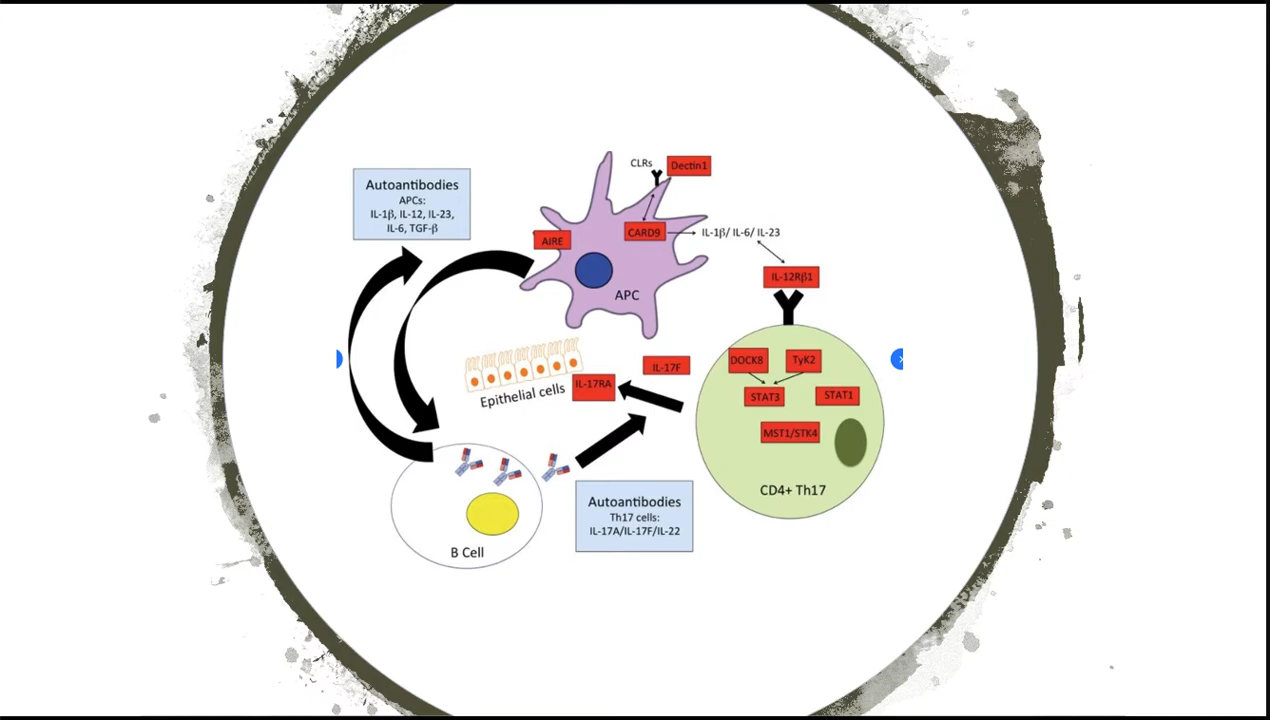 CLRs
Dectin1
Autoantibodies
APCs:
IL-1β, IL-12, IL-23,
IL-6, TGF-β
AIRE
CARD9
IL-1β/ IL-6/ IL-23
APC
IL-12Rβ1
IL-17F
DOCK8
TyK2
IL-17RA
Epithelial cells
STAT3
STAT1
MST1/STK4
CD4+ Th17
Autoantibodies
Th17 cells:
IL-17A/IL-17F/IL-22
B Cell